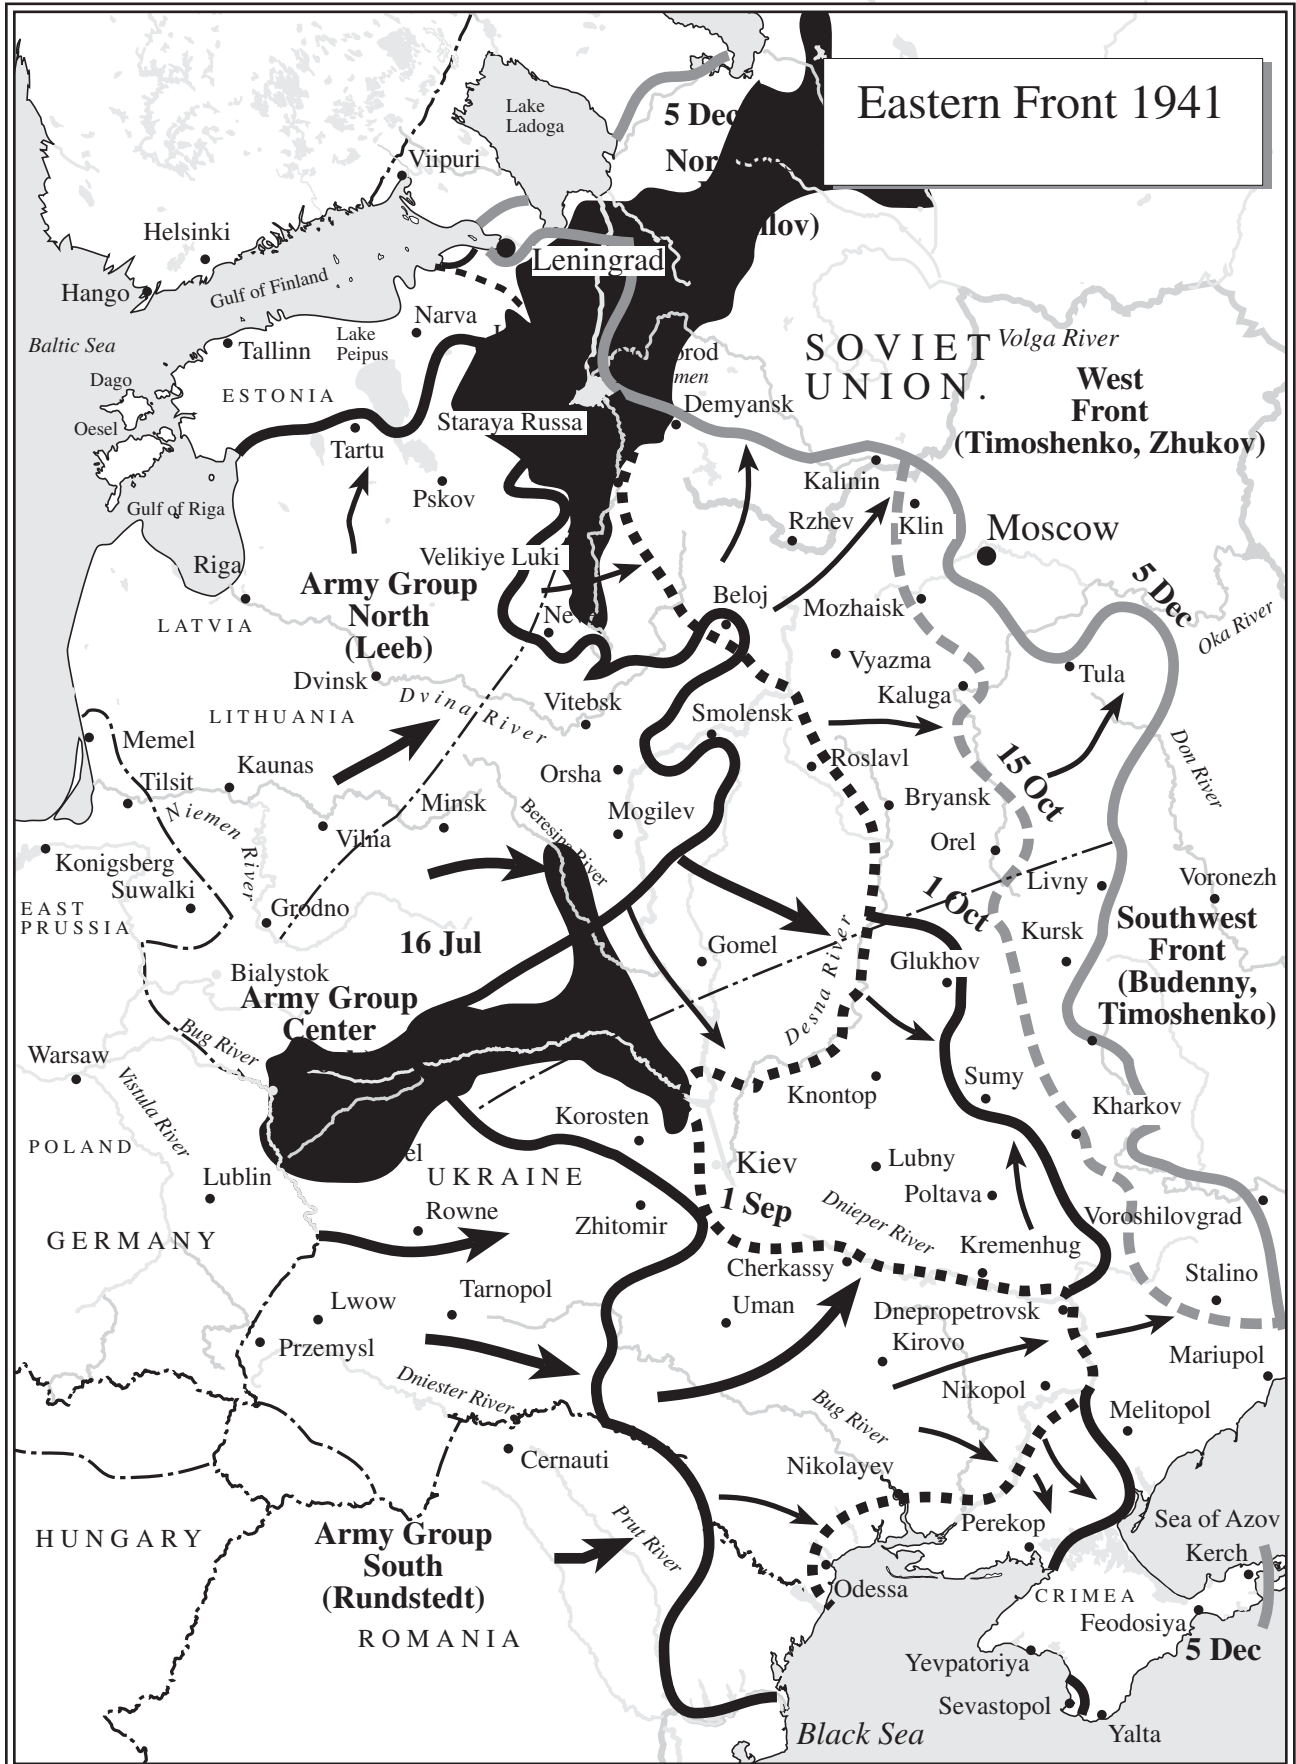 Eastern Front 1941
Lake
Ladoga
5 Dec
Viipuri
Helsinki
Leningrad
Hango
Gulf of Finland
Narva
Baltic Sea
Tallinn
Lake
Peipus
SOVIET
UNION.
Volga River
Dago
ESTONIA
West
Front
(Timoshenko, Zhukov)
Oesel
Staraya Russa
Demyansk
Tartu
Kalinin
Pskov
Gulf of Riga
Rzhev
Klin
Moscow
Riga
Velikiye Luki
Army Group
North
(Leeb)
Beloj
Mozhaisk
5 Dec
Oka River
LATVIA
Vyazma
Dvinsk
Dvina River
Kaluga
Tula
Vitebsk
LITHUANIA
Smolensk
Memel
Kaunas
Orsha
Roslavl
15 Oct
Don River
Tilsit
Niemen
River
Minsk
Beresina River
Mogilev
Bryansk
Vilna
Orel
Konigsberg
Suwalki
Livny
Voronezh
EAST
PRUSSIA
Grodno
1 Oct
Kursk
Southwest
Front
(Budenny,
Timoshenko)
16 Jul
Gomel
Desna River
Glukhov
Bialystok
Army Group
Center
Bug River
Warsaw
Vistula River
Knontop
Sumy
Korosten
Kharkov
POLAND
UKRAINE
Kiev
Lubny
Lublin
Poltava
1 Sep
Dnieper River
Rowne
Zhitomir
Voroshilovgrad
GERMANY
Kremenhug
Cherkassy
Stalino
Lwow
Tarnopol
Uman
Dnepropetrovsk
Przemysl
Kirovo
Mariupol
Dniester River
Nikopol
Bug River
Melitopol
Cernauti
Nikolayev
Prut River
HUNGARY
Army Group
South
(Rundstedt)
Perekop
Sea of Azov
Kerch
Odessa
CRIMEA
Feodosiya
ROMANIA
5 Dec
Yevpatoriya
Sevastopol
Black Sea
Yalta